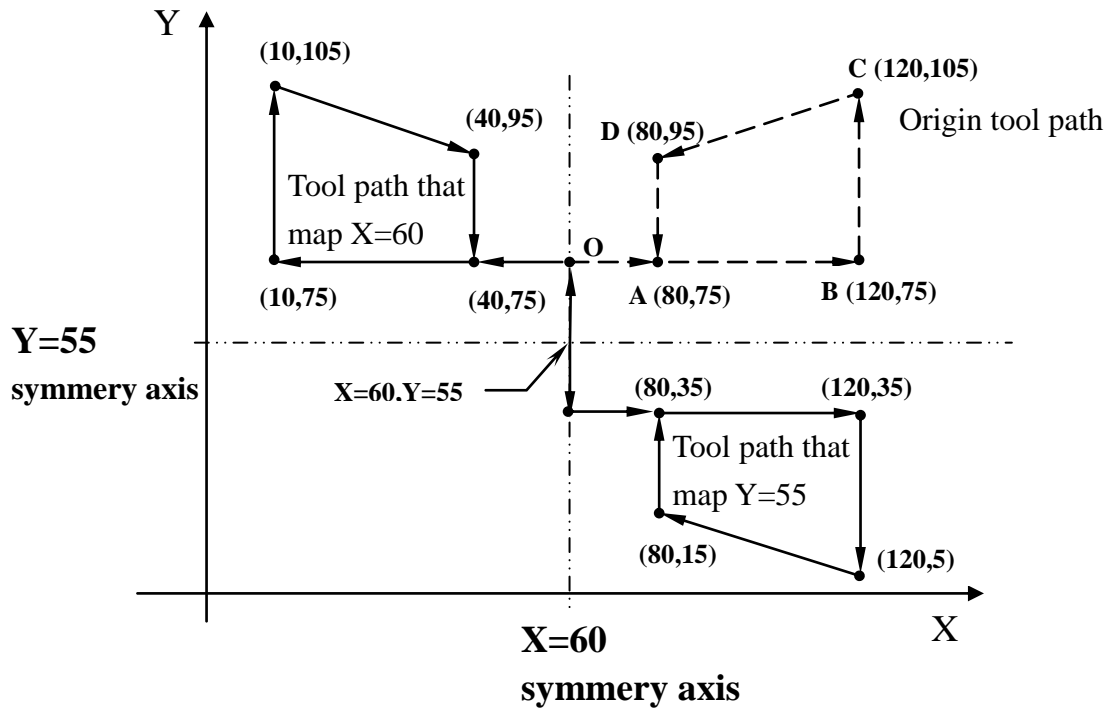 Y
(10,105)
C (120,105)
(40,95)
D (80,95)
Origin tool path
Tool path that
map X=60
O
(10,75)
(40,75)
A (80,75)
B (120,75)
Y=55
symmery axis
X=60,Y=55
(80,35)
(120,35)
Tool path that
map Y=55
(80,15)
(120,5)
X
X=60
symmery axis